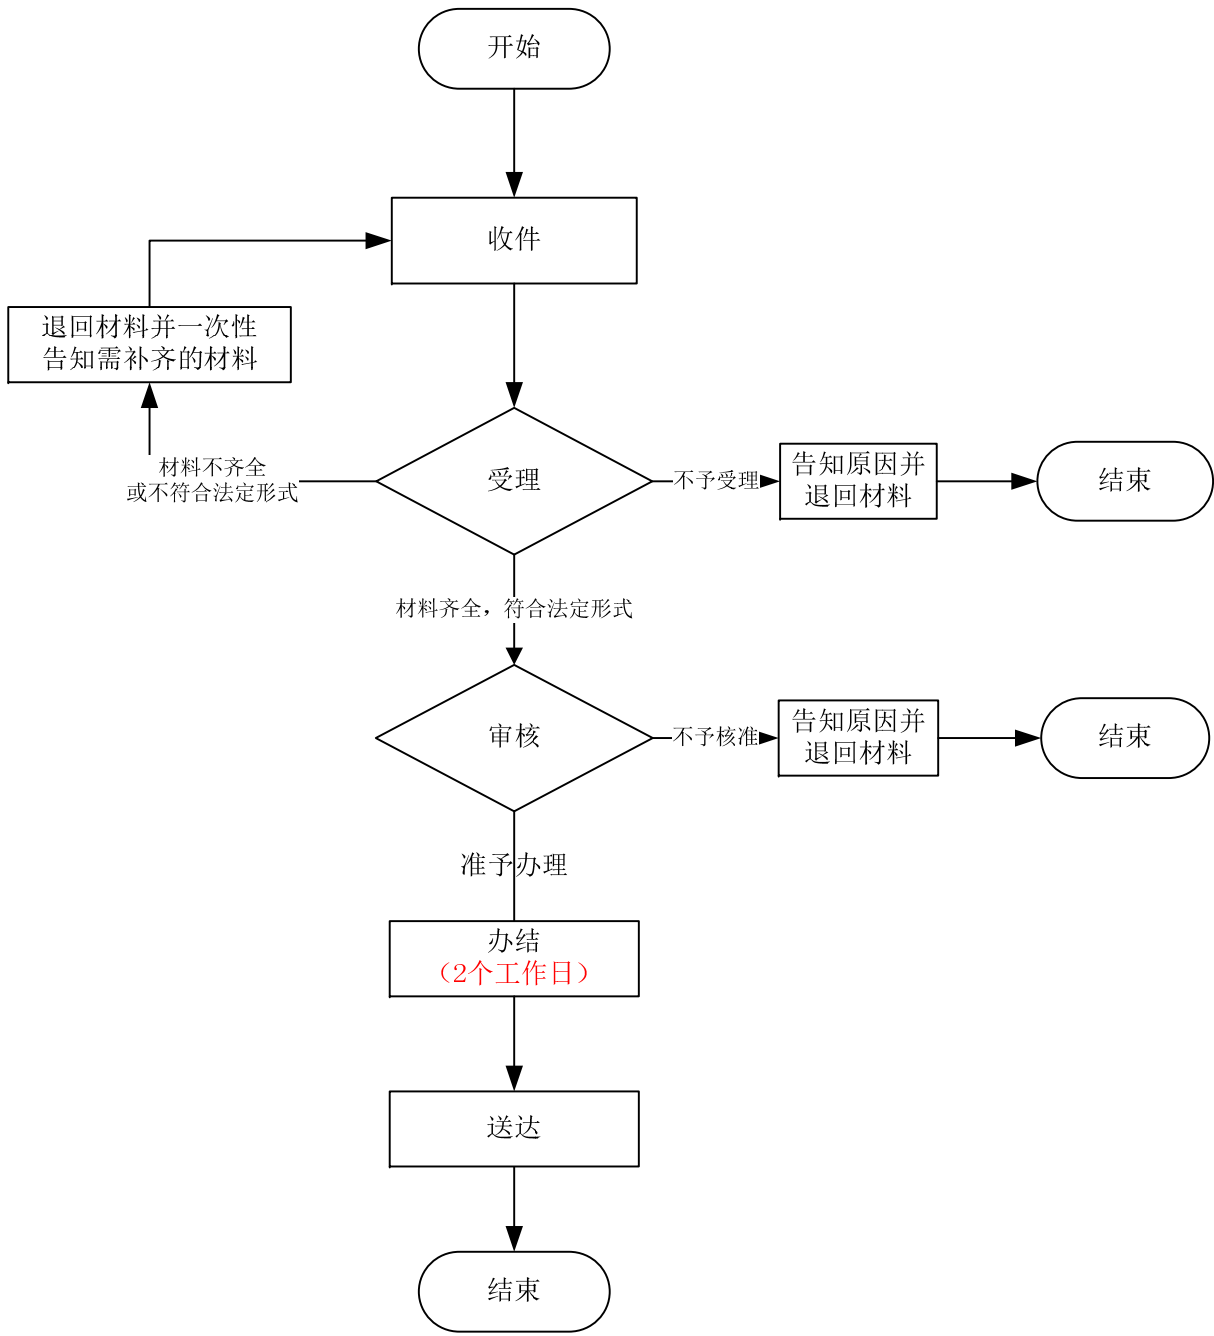 开始
收件
退回材料并一次性
告知需补齐的材料
材料不齐全
或不符合法定形式
受理
不予受理
告知原因并
退回材料
结束
材料齐全，符合法定形式
审核
不予核准
告知原因并
退回材料
结束
准予办理
办结
（2个工作日）
送达
结束